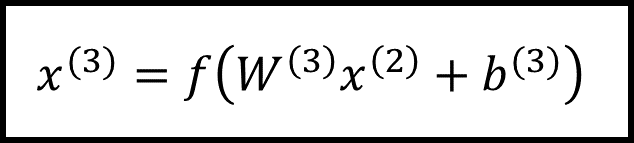 x⁽³⁾ = f(W⁽³⁾x⁽²⁾ + b⁽³⁾)